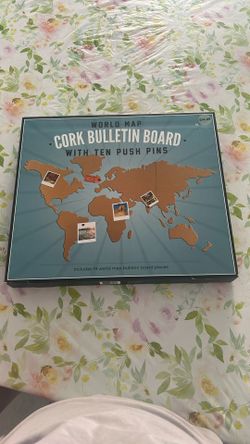 WORLD MAP
CORK BULLETIN BOARD
WITH TEN PUSH PINS